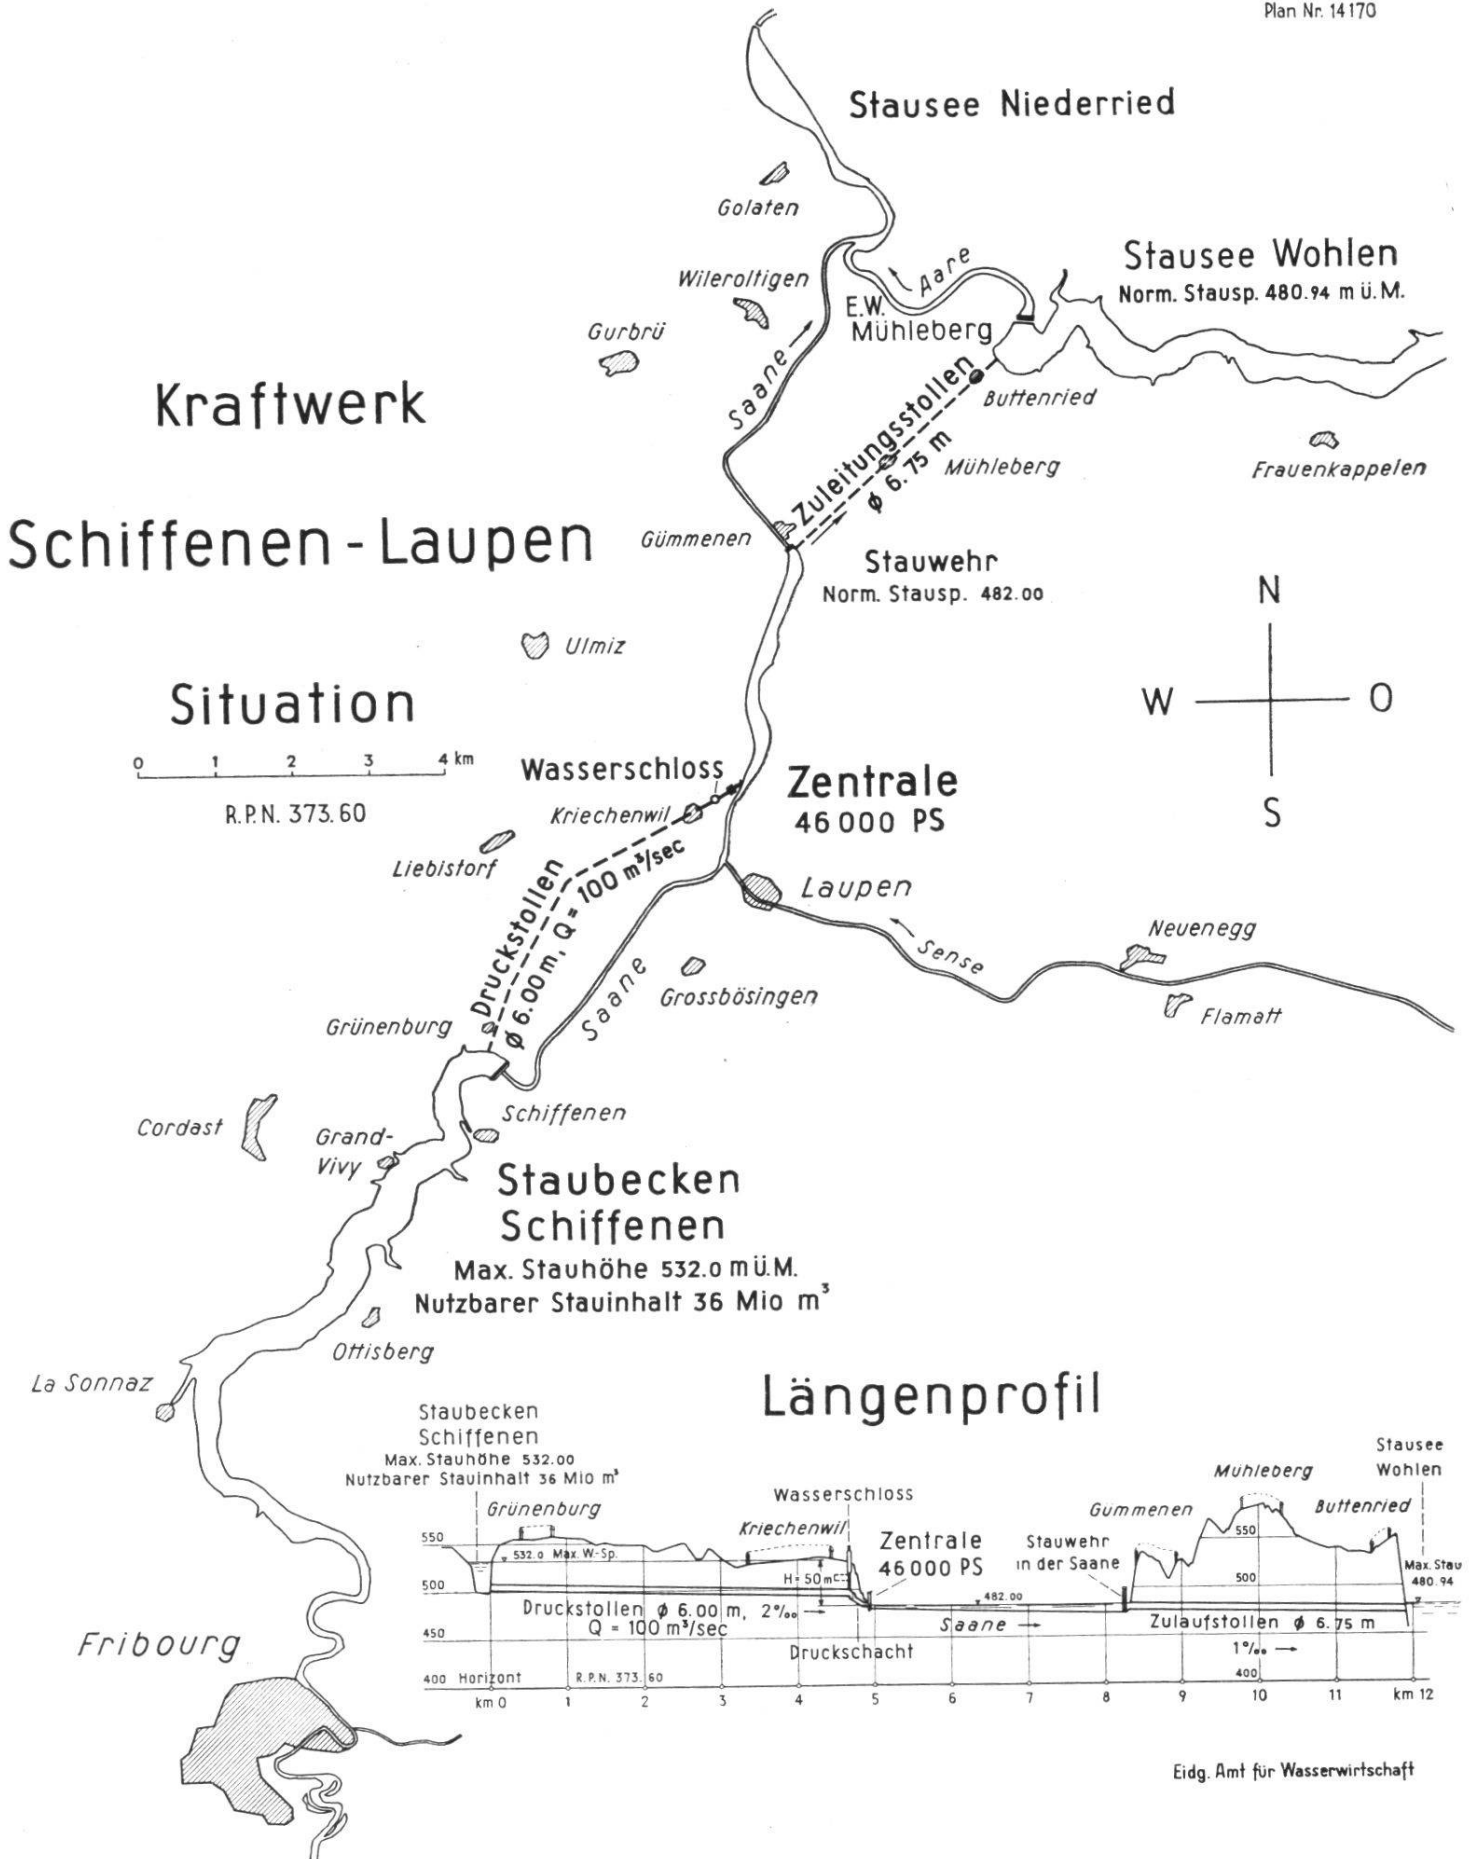 Plan Nr. 14170
Stausee Niederried
Golaten
Stausee Wohlen
Norm. Stausp. 480.94 m ü.M.
Aare
Wileroltigen
E.W.
Mühleberg
Gurbrü
Saane
Kraftwerk
Zuleitungsstollen
ϕ 6.75 m
Buttenried
Mühleberg
Frauenkappelen
Schiffenen - Laupen
Gümmenen
Stauwehr
Norm. Stausp. 482.00
N
W
O
S
Ulmiz
Situation
0 1 2 3 4 km
R.P.N. 373.60
Wasserschloss
Zentrale
46000 PS
Kriechenwil
Liebistorf
Druckstollen
ϕ 6.00 m, Q = 100 m³/sec
Laupen
Sense
Neuenegg
Flamatt
Saane
Grossbösingen
Grünenburg
Schiffenen
Cordast
Grand-
Vivy
Staubecken
Schiffenen
Max. Stauhöhe 532.0 m ü.M.
Nutzbarer Stauinhalt 36 Mio m³
Ottisberg
La Sonnaz
Fribourg
Längenprofil
Staubecken
Schiffenen
Max. Stauhöhe 532.00
Nutzbarer Stauinhalt 36 Mio m³
Grünenburg
Wasserschloss
Kriechenwil
Zentrale
46000 PS
Stauwehr
in der Saane
Gümmenen
Mühleberg
Buttenried
Stausee
Wohlen
Max. Stau
480.94
550
532.0 Max. W.-Sp.
H = 50 m
550
500
482.00
500
Druckstollen ϕ 6.00 m, 2‰ →
Q = 100 m³/sec
Saane →
Zulaufstollen ϕ 6.75 m
1‰ →
450
Druckschacht
400 Horizont R.P.N. 373.60
400
km 0 1 2 3 4 5 6 7 8 9 10 11 km 12
Eidg. Amt für Wasserwirtschaft